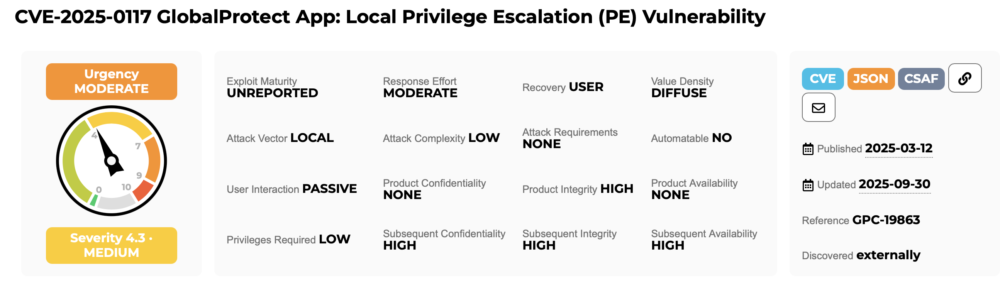 CVE-2025-0117 GlobalProtect App: Local Privilege Escalation (PE) Vulnerability
Urgency
MODERATE
4
7
9
10
0
Severity 4.3 ·
MEDIUM
Exploit Maturity
UNREPORTED
Response Effort
MODERATE
Recovery USER
Value Density
DIFFUSE
Attack Vector LOCAL
Attack Complexity LOW
Attack Requirements
NONE
Automatable NO
User Interaction PASSIVE
Product Confidentiality
NONE
Product Integrity HIGH
Product Availability
NONE
Privileges Required LOW
Subsequent Confidentiality
HIGH
Subsequent Integrity
HIGH
Subsequent Availability
HIGH
CVE JSON CSAF
Published 2025-03-12
Updated 2025-09-30
Reference GPC-19863
Discovered externally